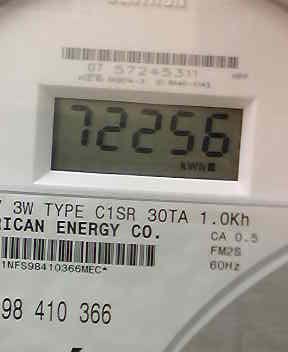 07 57245311
72256
kWh
3W TYPE C1SR 30TA 1.0Kh
RICAN ENERGY CO.
CA 0.5
FM2S
60Hz
1NFS98410366MEC*
98 410 366